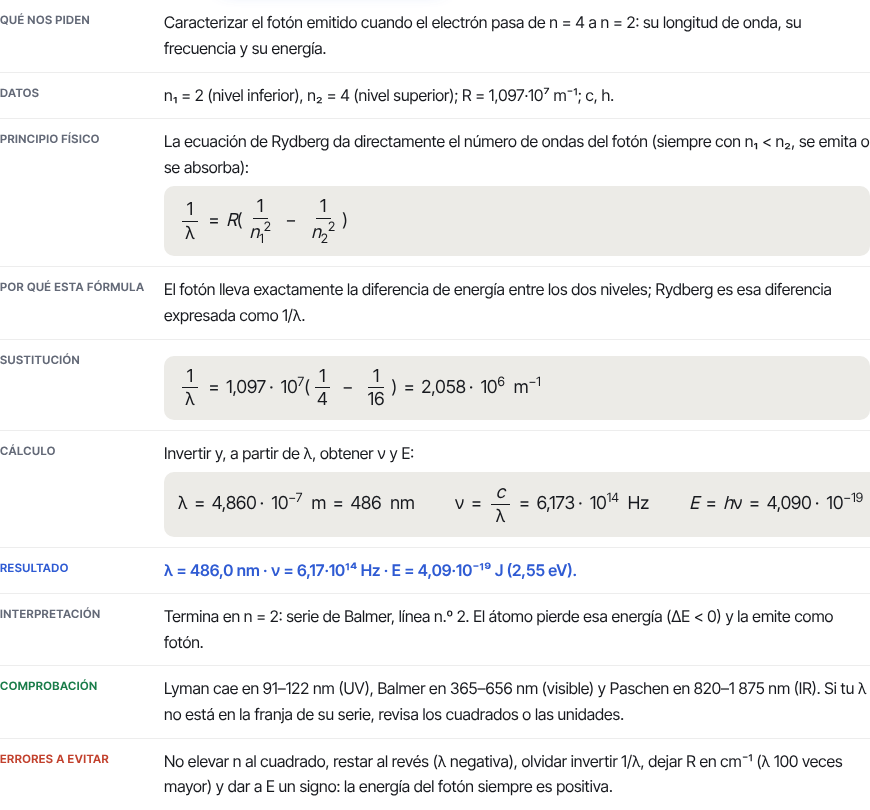 QUÉ NOS PIDEN
Caracterizar el fotón emitido cuando el electrón pasa de n = 4 a n = 2: su longitud de onda, su
frecuencia y su energía.
DATOS
n₁ = 2 (nivel inferior), n₂ = 4 (nivel superior); R = 1,097·10⁷ m⁻¹; c, h.
PRINCIPIO FÍSICO
La ecuación de Rydberg da directamente el número de ondas del fotón (siempre con n₁ < n₂, se emita o
se absorba):
1/λ = R( 1/n₁² − 1/n₂² )
POR QUÉ ESTA FÓRMULA
El fotón lleva exactamente la diferencia de energía entre los dos niveles; Rydberg es esa diferencia
expresada como 1/λ.
SUSTITUCIÓN
1/λ = 1,097· 10⁷( 1/4 − 1/16 ) = 2,058· 10⁶ m⁻¹
CÁLCULO
Invertir y, a partir de λ, obtener ν y E:
λ = 4,860· 10⁻⁷ m = 486 nm ν = c/λ = 6,173· 10¹⁴ Hz E = hν = 4,090· 10⁻¹⁹
RESULTADO
λ = 486,0 nm · ν = 6,17·10¹⁴ Hz · E = 4,09·10⁻¹⁹ J (2,55 eV).
INTERPRETACIÓN
Termina en n = 2: serie de Balmer, línea n.º 2. El átomo pierde esa energía (ΔE < 0) y la emite como
fotón.
COMPROBACIÓN
Lyman cae en 91–122 nm (UV), Balmer en 365–656 nm (visible) y Paschen en 820–1 875 nm (IR). Si tu λ
no está en la franja de su serie, revisa los cuadrados o las unidades.
ERRORES A EVITAR
No elevar n al cuadrado, restar al revés (λ negativa), olvidar invertir 1/λ, dejar R en cm⁻¹ (λ 100 veces
mayor) y dar a E un signo: la energía del fotón siempre es positiva.